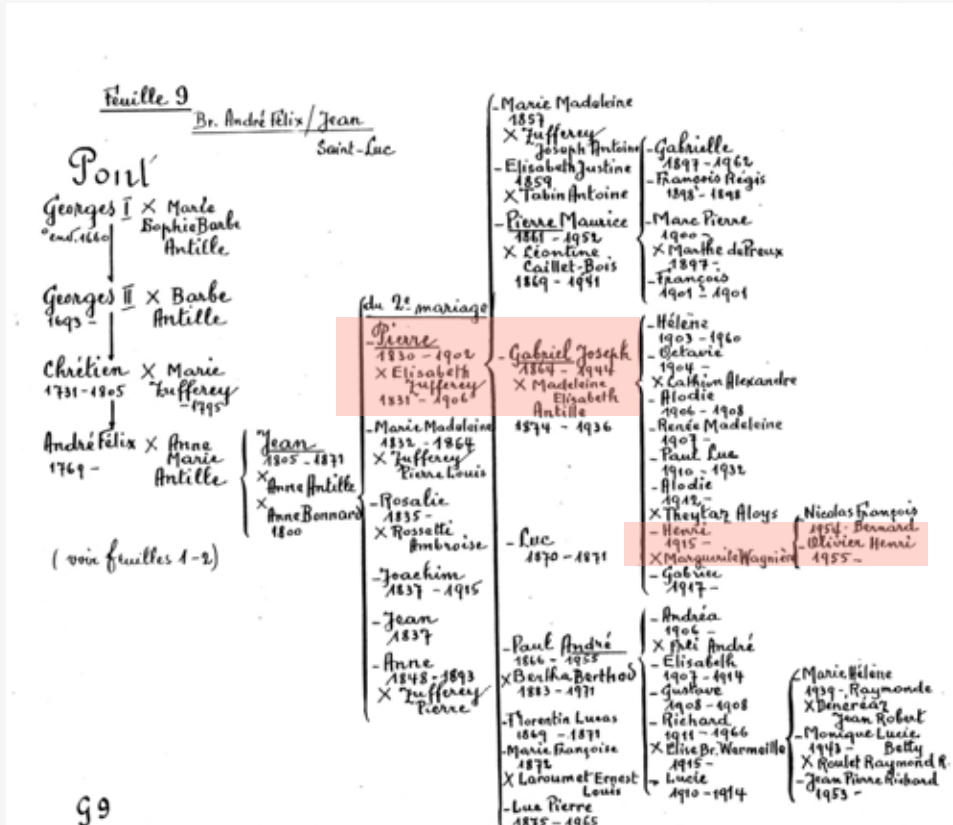 Feuille 9
Br. André Félix / Jean
Saint-Luc
Pont
Georges I X Marie
°env. 1660 Sophie Barbe
Antille
Georges II X Barbe
1693 - Antille
Chrétien X Marie
1731-1805 Zufferey
-1795
André Félix X Anne
1769 - Marie
Antille
(voir feuilles 1-2)
G9
Jean
1805 - 1871
X Anne Antille
X Anne Bonnard
1800
du 2e mariage
- Pierre
1830 - 1902
X Elisabeth
Zufferey
1831 - 1906
- Marie Madeleine
1832 - 1864
X Zufferey
Pierre Louis
- Rosalie
1835 -
X Rossetti
Ambroise
- Joachim
1837 - 1915
- Jean
1837
- Anne
1848 - 1893
X Zufferey
Pierre
- Marie Madeleine
1857
X Zufferey
Joseph Antoine
- Elisabeth Justine
1859
X Tabin Antoine
- Pierre Maurice
1861 - 1952
X Léontine
Caillet-Bois
1869 - 1941
- Gabriel Joseph
1864 - 1944
X Madeleine
Elisabeth
Antille
1874 - 1936
- Luc
1870 - 1871
- Paul André
1866 - 1955
X Bertha Berthod
1883 - 1971
- Florentin Lucas
1869 - 1871
- Marie Françoise
1872
X Laroumet Ernest
Louis
- Luc Pierre
1875 - 1965
- Gabrielle
1897 - 1962
- François Régis
1898 - 1898
- Marc Pierre
1900 -
X Marthe de Preux
1897 -
- François
1901 - 1901
- Hélène
1903 - 1960
- Octavie
1904 -
X Cathion Alexandre
- Alodie
1906 - 1908
- Renée Madeleine
1907 -
- Paul Luc
1910 - 1932
- Alodie
1912 -
X Theytaz Aloys
- Henri
1915 -
X Marguerite Wagnière
- Gabriel
1917 -
Nicolas François
1954 - Bernard
- Olivier Henri
1955 -
- Andréa
1906 -
X André
- Elisabeth
1907 - 1914
- Gustave
1908 - 1908
- Richard
1911 - 1966
X Elise Br. Wermeille
1915 -
- Lucie
1910 - 1914
- Marie Hélène
1939 - Raymonde
X Dénéréaz
Jean Robert
- Monique Lucie
1943 - Betty
X Roulet Raymond R.
- Jean Pierre Richard
1953 -